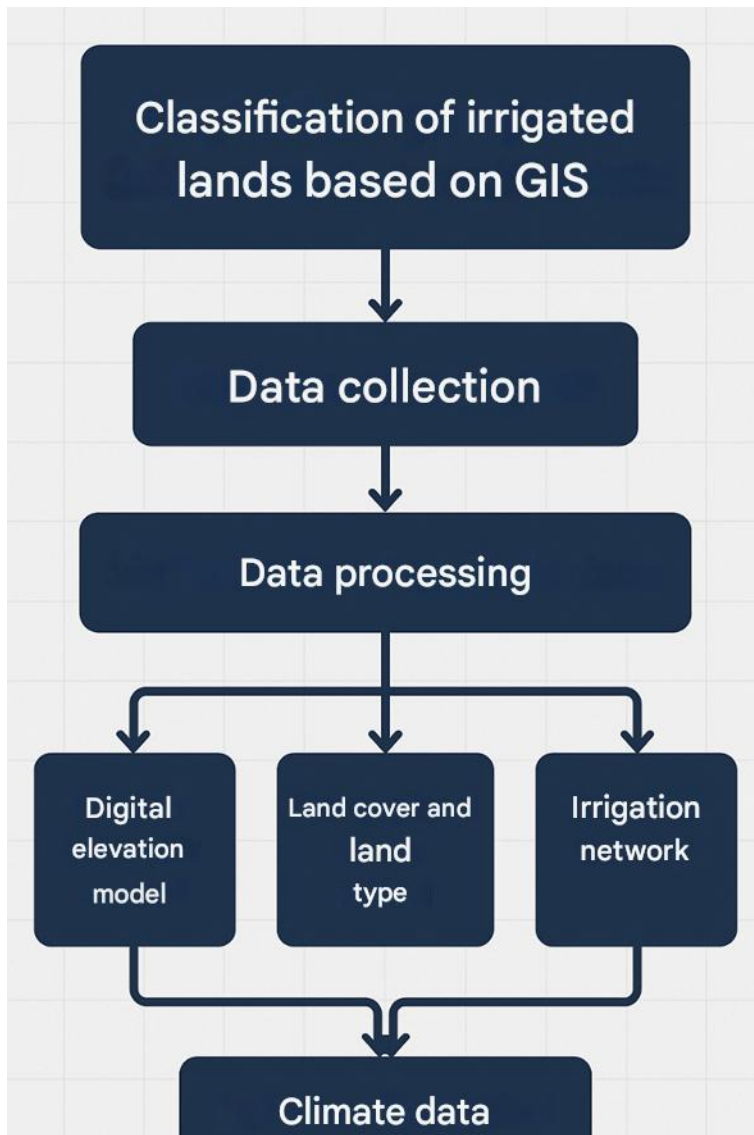 Classification of irrigated
lands based on GIS
Data collection
Data processing
Digital
elevation
model
Land cover and
land
type
Irrigation
network
Climate data